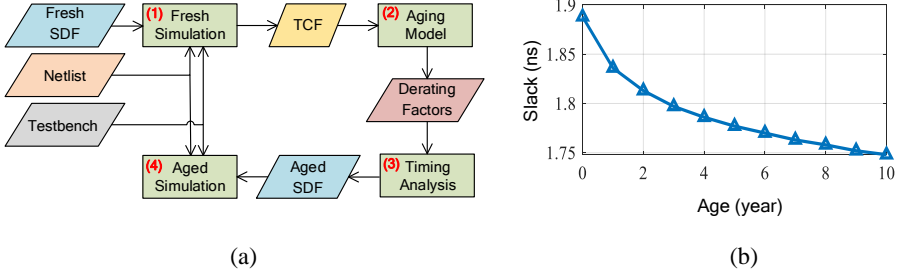 Fresh
SDF
(1) Fresh
Simulation
TCF
(2) Aging
Model
Netlist
Testbench
Derating
Factors
(4) Aged
Simulation
Aged
SDF
(3) Timing
Analysis
(a)
Slack (ns)
1.9
1.85
1.8
1.75
0 2 4 6 8 10
Age (year)
(b)